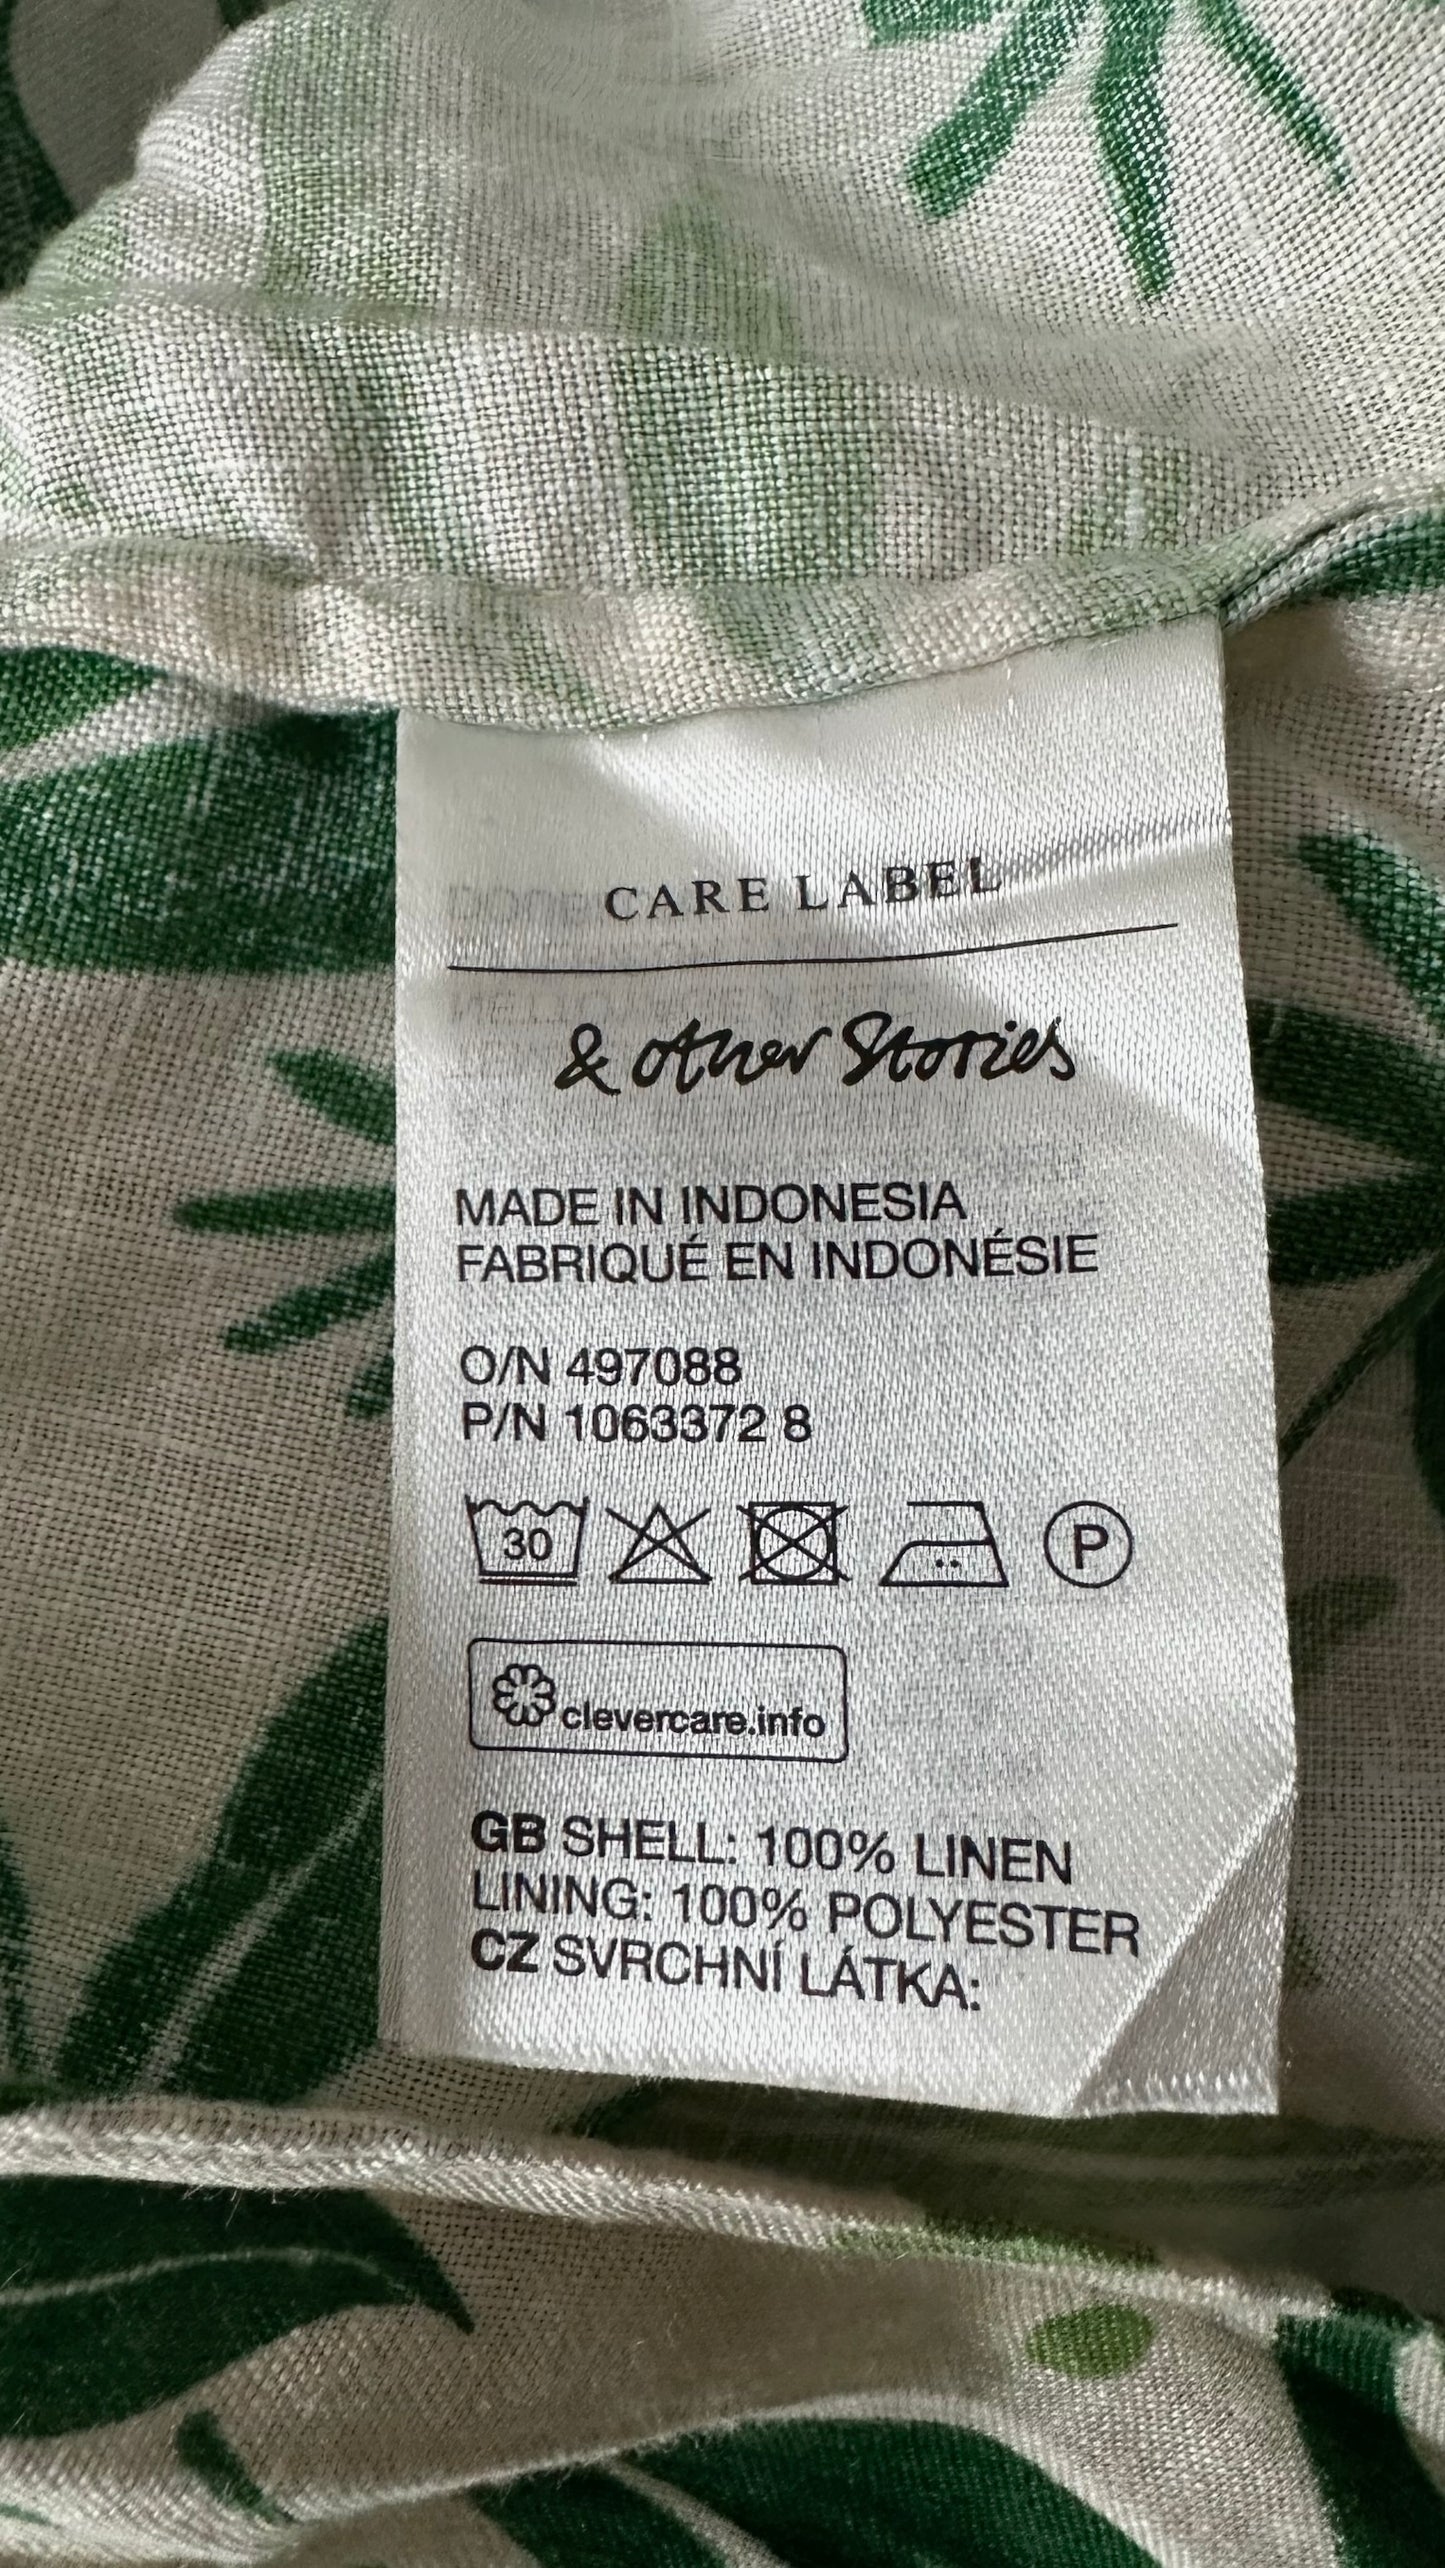 CARE LABEL
& other Stories
MADE IN INDONESIA
FABRIQUÉ EN INDONÉSIE
O/N 497088
P/N 1063372 8
30 P
clevercare.info
GB SHELL: 100% LINEN
LINING: 100% POLYESTER
CZ SVRCHNÍ LÁTKA: